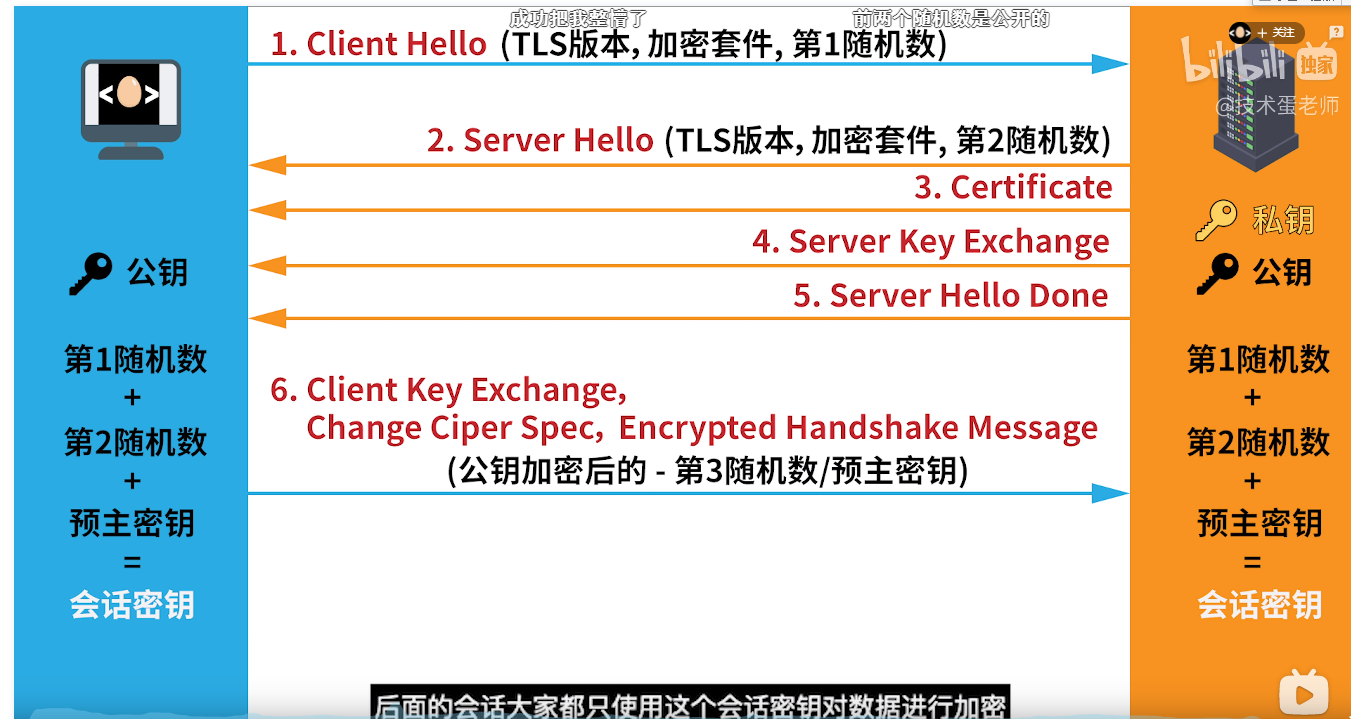 成功把我整懵了
前两个随机数是公开的
1. Client Hello (TLS版本, 加密套件, 第1随机数)
+ 关注
bilibili 独家
@技术蛋老师
< >
2. Server Hello (TLS版本, 加密套件, 第2随机数)
3. Certificate
4. Server Key Exchange
私钥
公钥
公钥
5. Server Hello Done
第1随机数
+
第2随机数
+
预主密钥
=
会话密钥
6. Client Key Exchange,
Change Ciper Spec, Encrypted Handshake Message
(公钥加密后的 - 第3随机数/预主密钥)
第1随机数
+
第2随机数
+
预主密钥
=
会话密钥
后面的会话大家都只使用这个会话密钥对数据进行加密